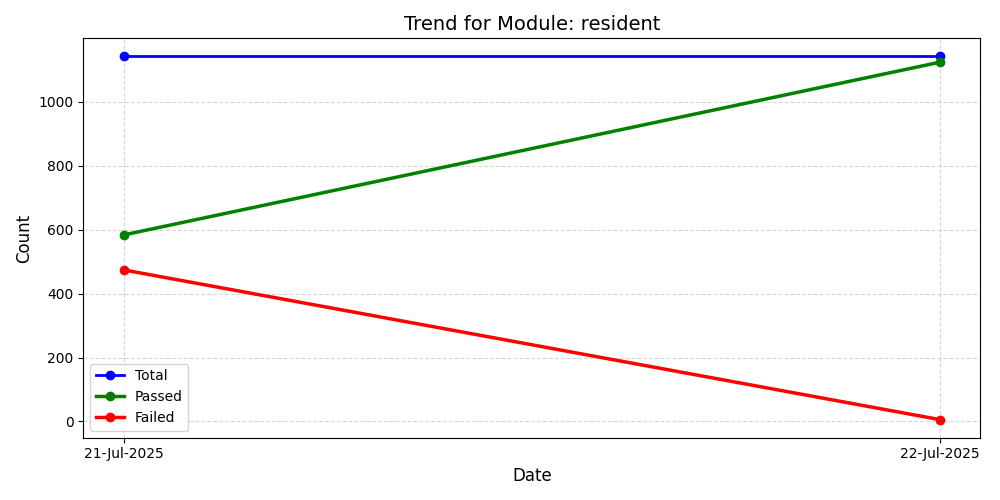 Trend for Module: resident
Count
1000
800
600
400
200
0
Total
Passed
Failed
21-Jul-2025
22-Jul-2025
Date